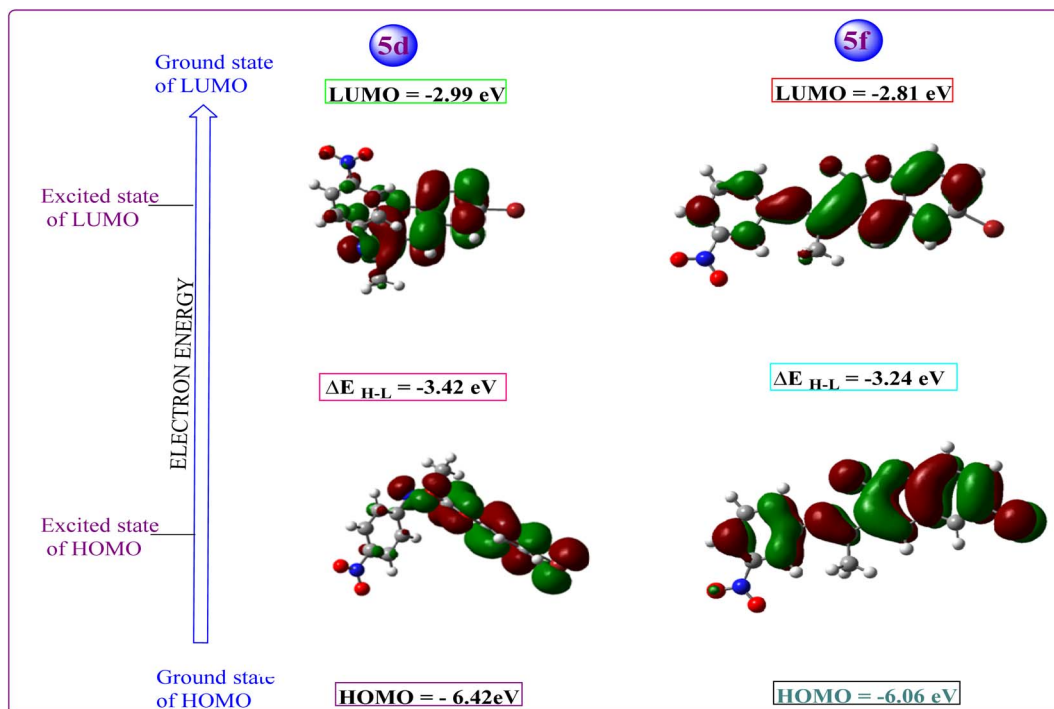 5d
5f
Ground state
of LUMO
LUMO = -2.99 eV
LUMO = -2.81 eV
Excited state
of LUMO
ELECTRON ENERGY
ΔE H-L = -3.42 eV
ΔE H-L = -3.24 eV
Excited state
of HOMO
Ground state
of HOMO
HOMO = - 6.42eV
HOMO = -6.06 eV